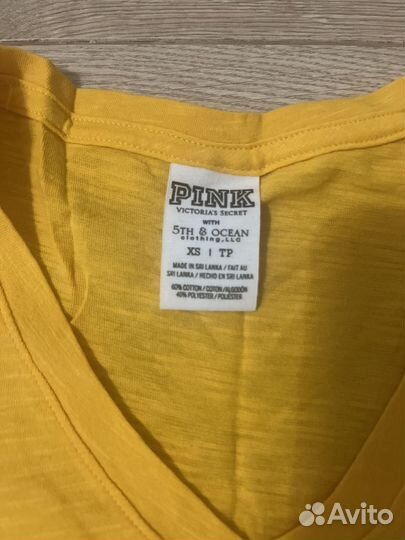 PINK
VICTORIA'S SECRET
WITH
5TH & OCEAN
clothing, LLC
XS | TP
MADE IN SRI LANKA / FAIT AU
SRI LANKA / HECHO EN SRI LANKA
60% COTTON / COTON / ALGODÓN
40% POLYESTER / POLIÉSTER
Avito